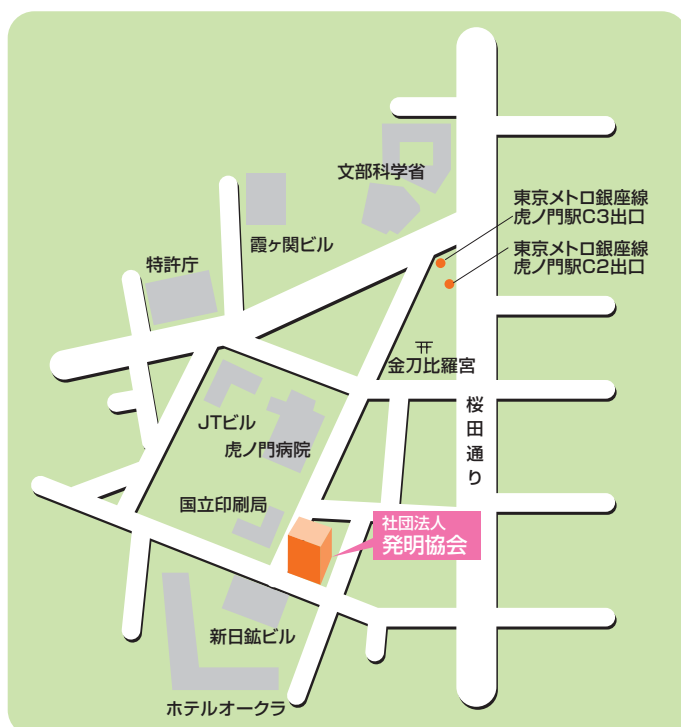 文部科学省
東京メトロ銀座線
虎ノ門駅C3出口
霞ヶ関ビル
東京メトロ銀座線
虎ノ門駅C2出口
特許庁
金刀比羅宮
桜田通り
JTビル
虎ノ門病院
国立印刷局
社団法人
発明協会
新日鉱ビル
ホテルオークラ